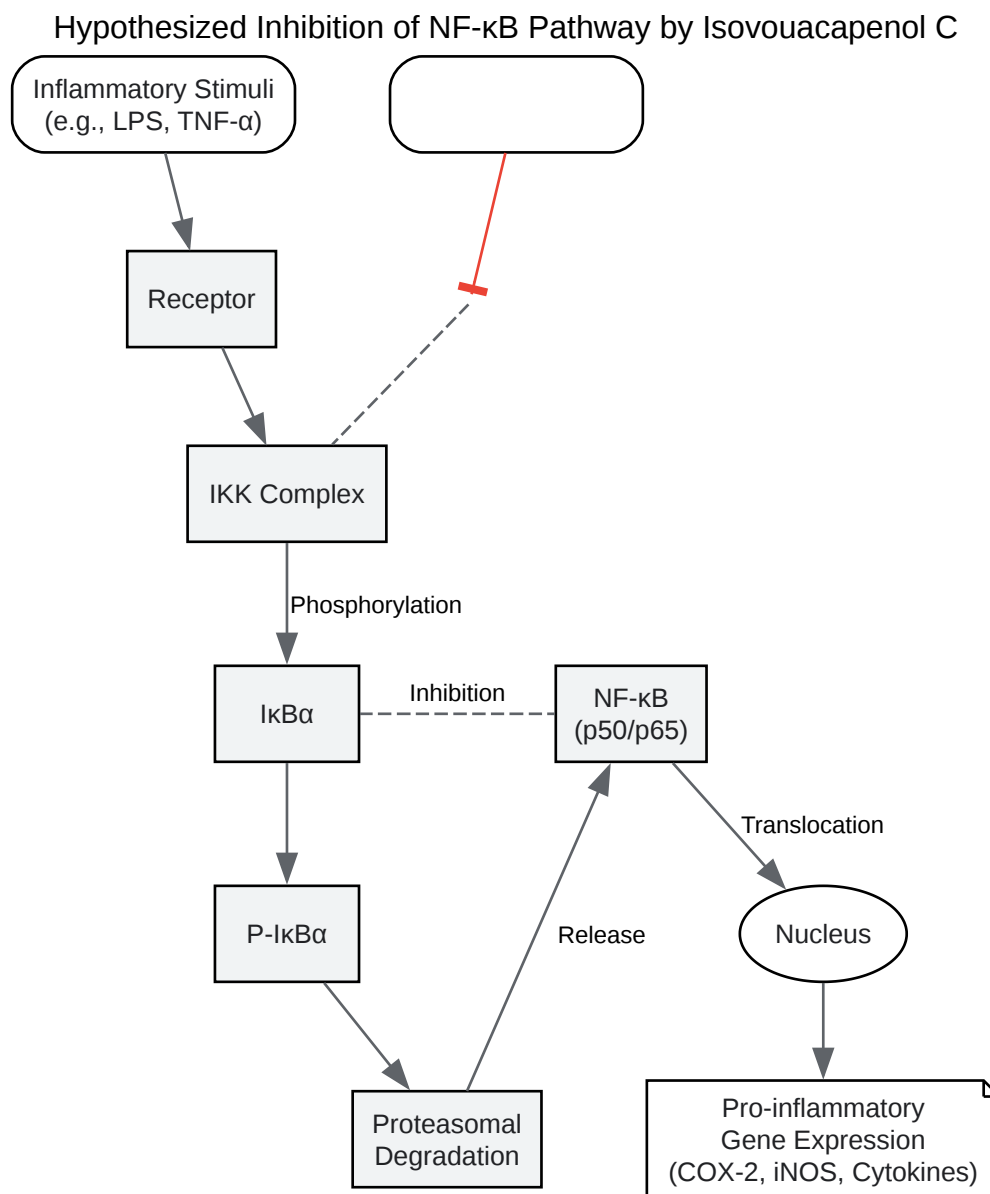 Hypothesized Inhibition of NF-κB Pathway by Isovouacapenol C
Inflammatory Stimuli
(e.g., LPS, TNF-α)
Receptor
IKK Complex
Phosphorylation
IκBα
Inhibition
NF-κB
(p50/p65)
Translocation
P-IκBα
Release
Nucleus
Proteasomal
Degradation
Pro-inflammatory
Gene Expression
(COX-2, iNOS, Cytokines)